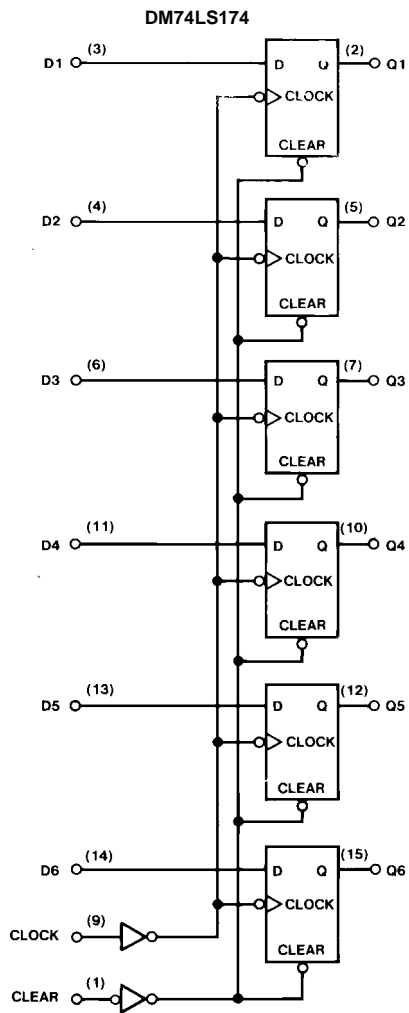 DM74LS174
D1 (3) D Q (2) Q1
CLOCK
CLEAR
D2 (4) D Q (5) Q2
CLOCK
CLEAR
D3 (6) D Q (7) Q3
CLOCK
CLEAR
D4 (11) D Q (10) Q4
CLOCK
CLEAR
D5 (13) D Q (12) Q5
CLOCK
CLEAR
D6 (14) D Q (15) Q6
CLOCK
CLOCK (9)
CLEAR
CLEAR (1)